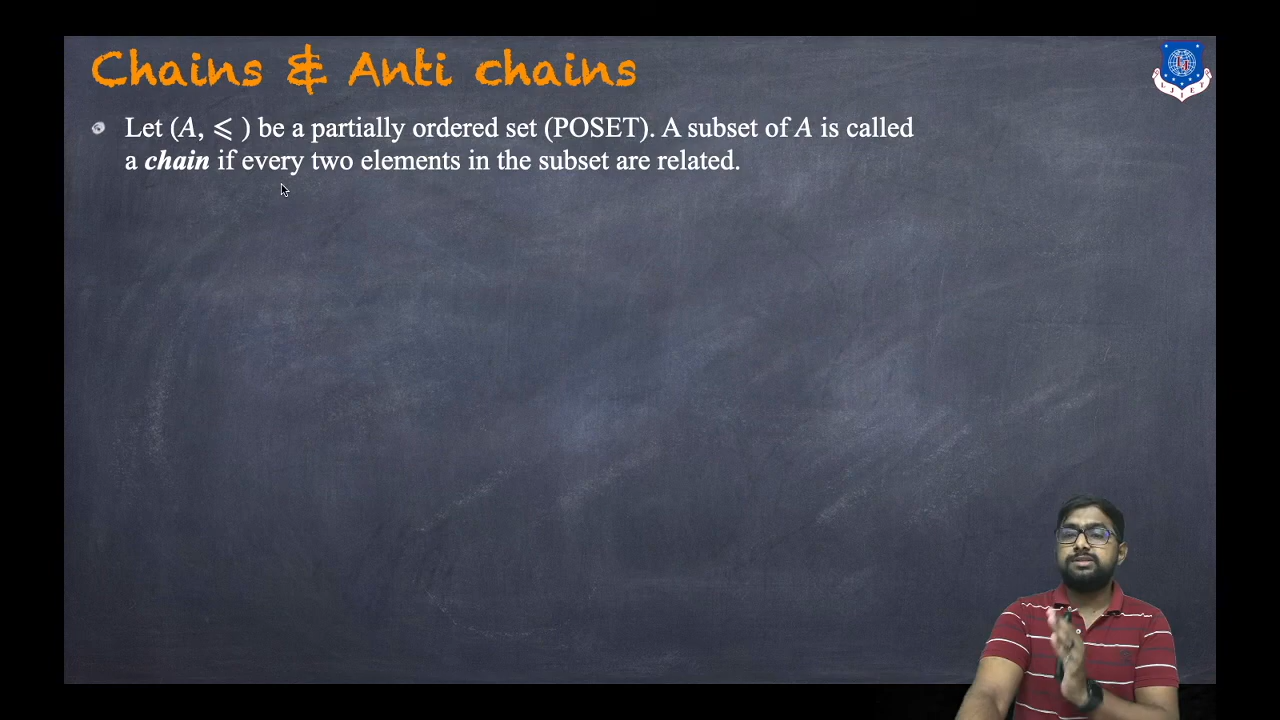 Chains & Anti chains
Let (A, ⩽ ) be a partially ordered set (POSET). A subset of A is called
a chain if every two elements in the subset are related.